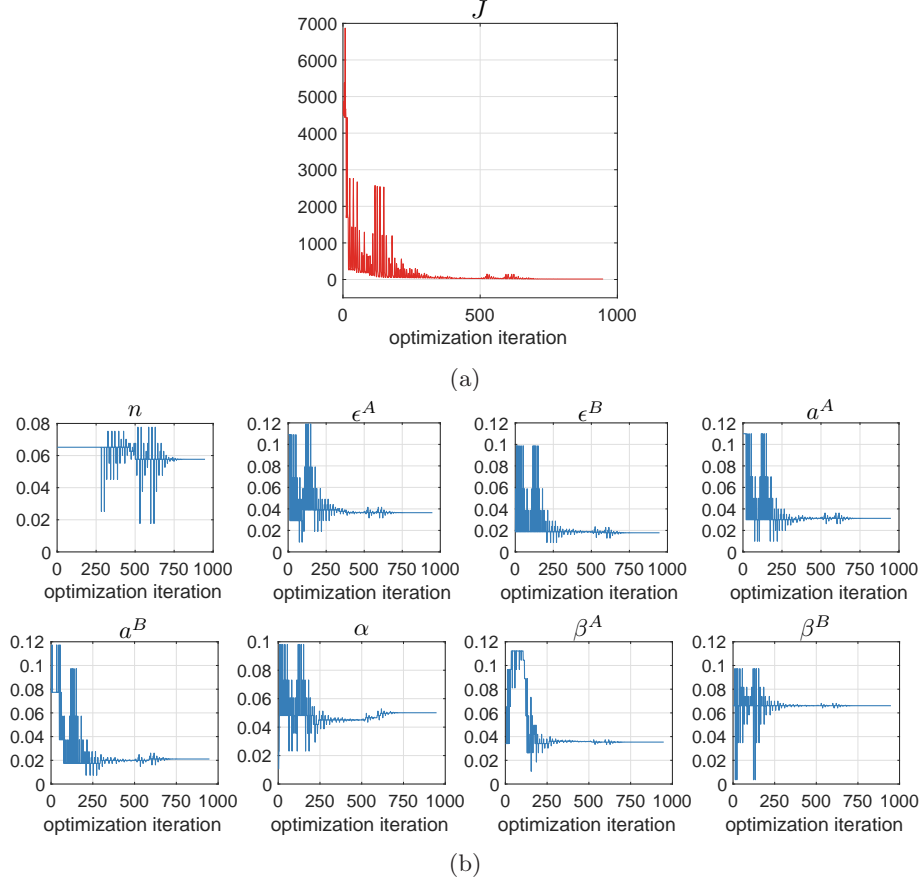 J
7000
6000
5000
4000
3000
2000
1000
0
0 500 1000
optimization iteration
(a)
n ϵ^A ϵ^B a^A
0.08 0.12 0.12 0.12
0.1 0.1 0.1
0.06 0.08 0.08 0.08
0.04 0.06 0.06 0.06
0.04 0.04 0.04
0.02 0.02 0.02 0.02
0 0 0 0
0 250 500 750 1000 0 250 500 750 1000 0 250 500 750 1000 0 250 500 750 1000
optimization iteration optimization iteration optimization iteration optimization iteration
a^B α β^A β^B
0.12 0.1 0.12 0.12
0.1 0.08 0.1 0.1
0.08 0.06 0.08 0.08
0.06 0.06 0.06
0.04 0.04 0.04 0.04
0.02 0.02 0.02 0.02
0 0 0 0
0 250 500 750 1000 0 250 500 750 1000 0 250 500 750 1000 0 250 500 750 1000
optimization iteration optimization iteration optimization iteration optimization iteration
(b)